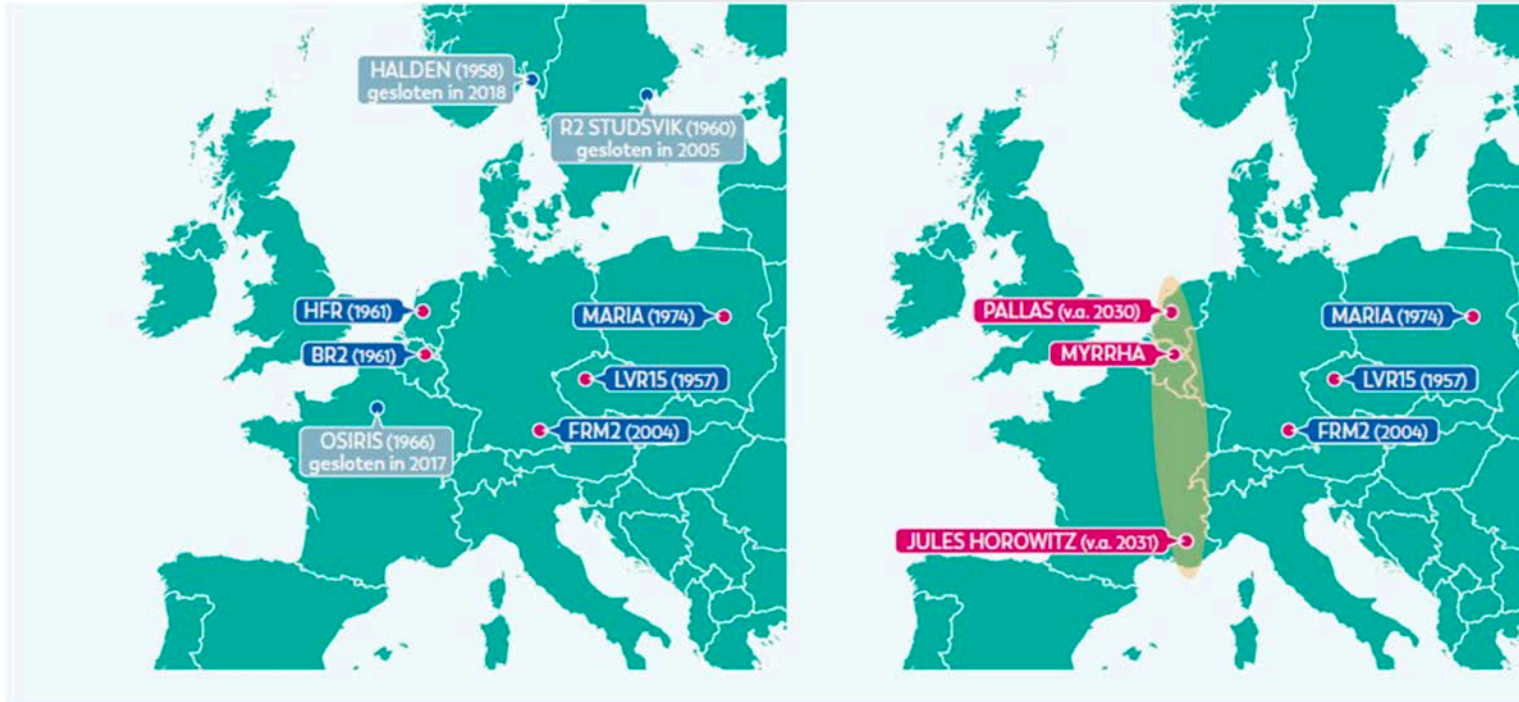 HALDEN (1958)
gesloten in 2018
R2 STUDSVIK (1960)
gesloten in 2005
HFR (1961)
MARIA (1974)
BR2 (1961)
LVR15 (1957)
FRM2 (2004)
OSIRIS (1966)
gesloten in 2017
PALLAS (v.a. 2030)
MARIA (1974)
MYRRHA
LVR15 (1957)
FRM2 (2004)
JULES HOROWITZ (v.a. 2031)